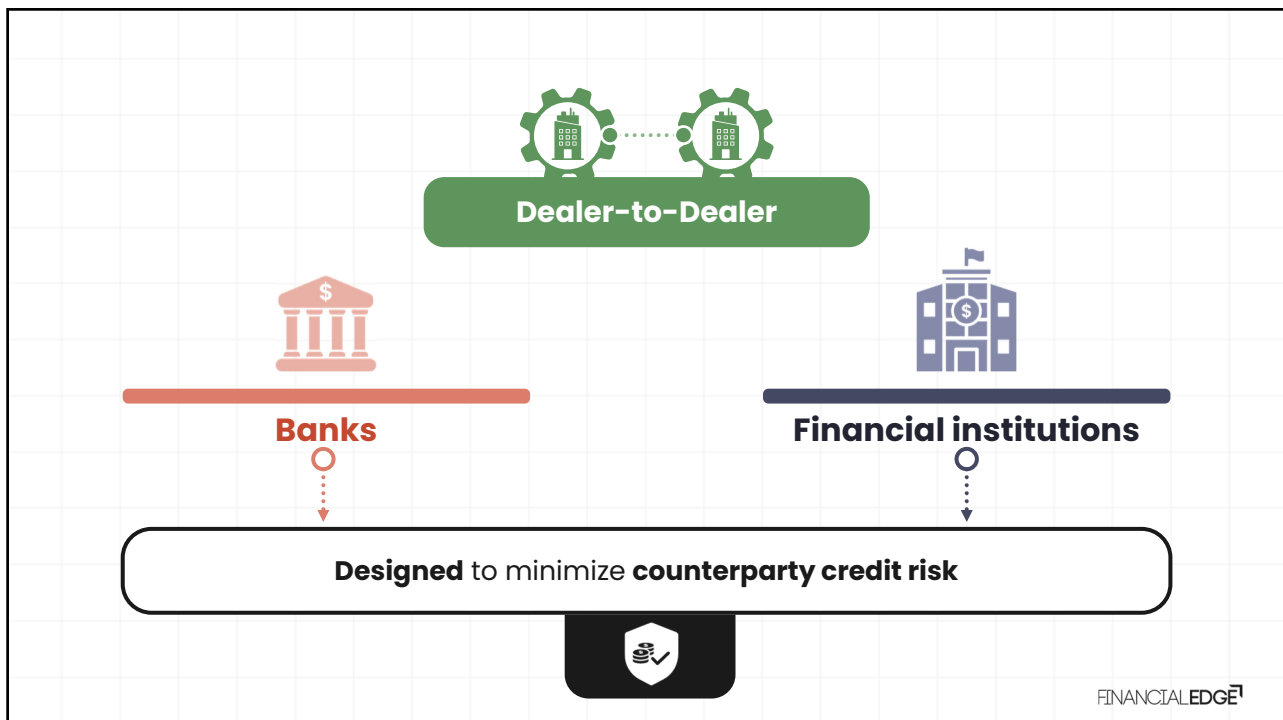 Dealer-to-Dealer
$
$
Banks
Financial institutions
Designed to minimize counterparty credit risk
FINANCIALEDGE